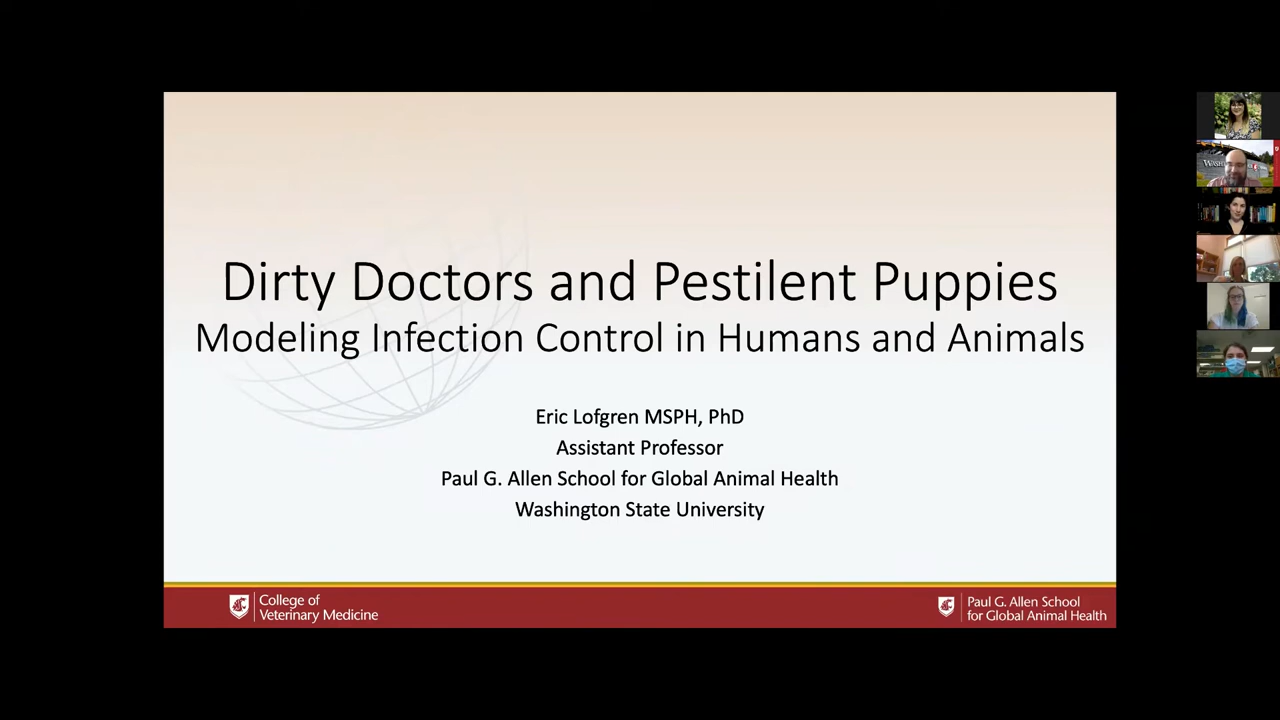 Dirty Doctors and Pestilent Puppies
Modeling Infection Control in Humans and Animals
Eric Lofgren MSPH, PhD
Assistant Professor
Paul G. Allen School for Global Animal Health
Washington State University
College of
Veterinary Medicine
Paul G. Allen School
for Global Animal Health